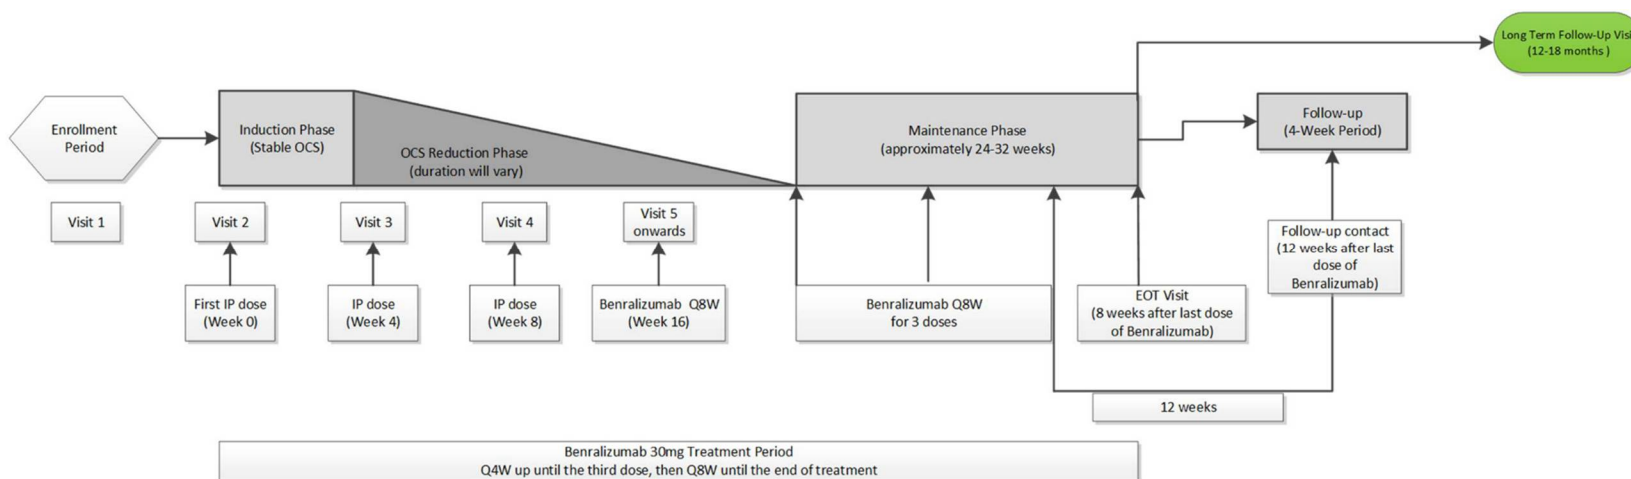 Long Term Follow-Up Visi
(12-18 months )
Enrollment
Period
Induction Phase
(Stable OCS)
OCS Reduction Phase
(duration will vary)
Maintenance Phase
(approximately 24-32 weeks)
Follow-up
(4-Week Period)
Visit 1
Visit 2
Visit 3
Visit 4
Visit 5
onwards
First IP dose
(Week 0)
IP dose
(Week 4)
IP dose
(Week 8)
Benralizumab Q8W
(Week 16)
Benralizumab Q8W
for 3 doses
EOT Visit
(8 weeks after last dose
of Benralizumab)
Follow-up contact
(12 weeks after last
dose of
Benralizumab)
12 weeks
Benralizumab 30mg Treatment Period
Q4W up until the third dose, then Q8W until the end of treatment